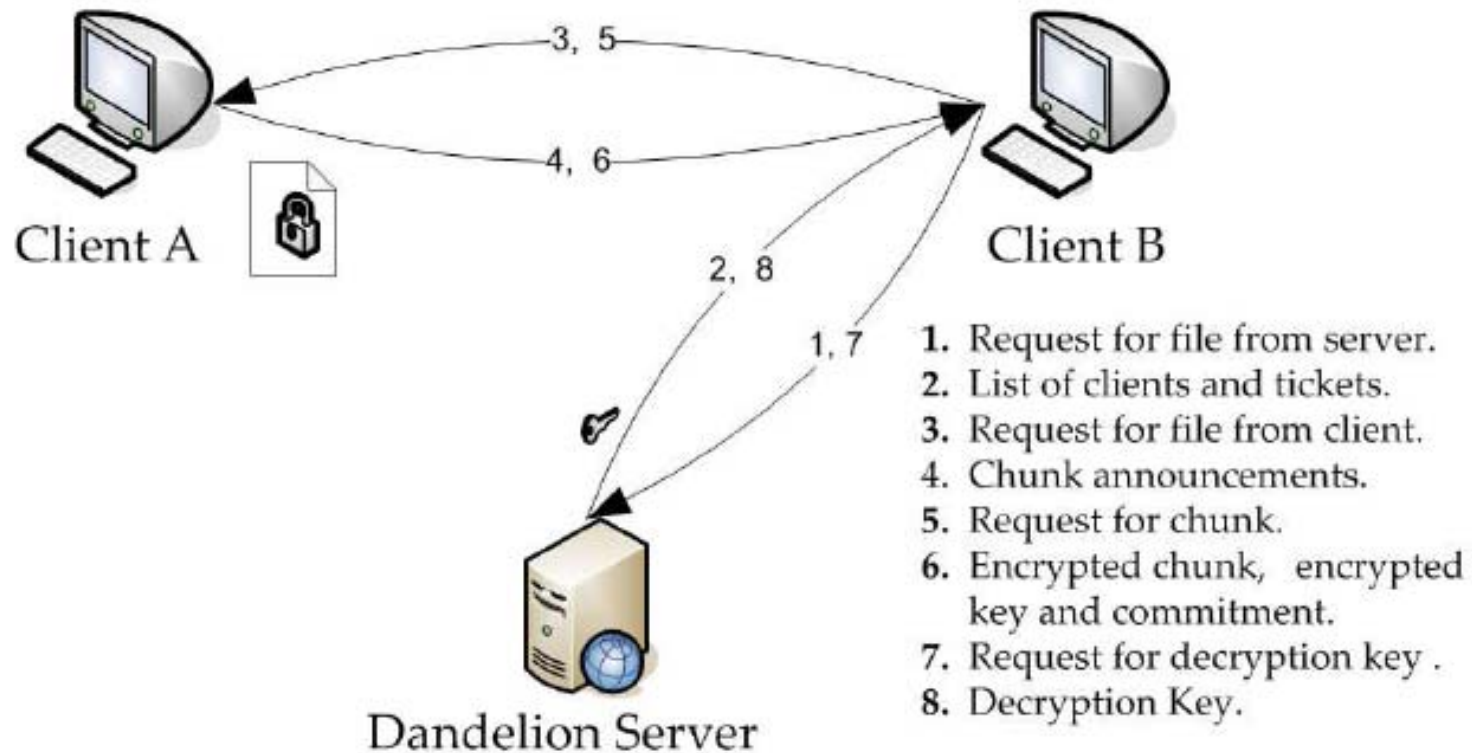 3, 5
4, 6
Client A
Client B
2, 8
1, 7
1. Request for file from server.
2. List of clients and tickets.
3. Request for file from client.
4. Chunk announcements.
5. Request for chunk.
6. Encrypted chunk, encrypted
key and commitment.
7. Request for decryption key .
8. Decryption Key.
Dandelion Server